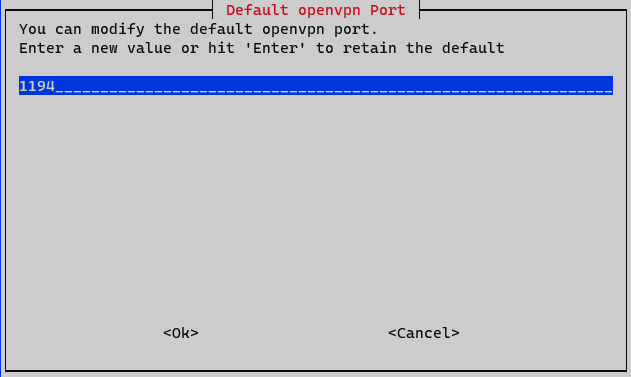 Default openvpn Port
You can modify the default openvpn port.
Enter a new value or hit 'Enter' to retain the default
1194__________________________________________________________
<Ok> <Cancel>